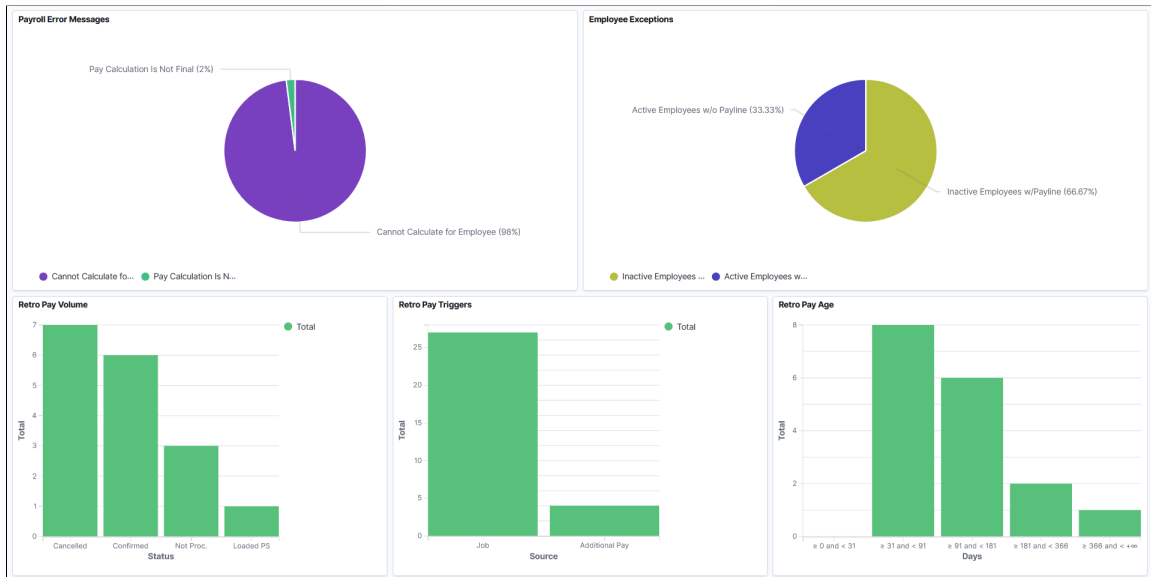 Payroll Error Messages
Pay Calculation Is Not Final (2%)
Cannot Calculate for Employee (98%)
Cannot Calculate fo...
Pay Calculation Is N...
Employee Exceptions
Active Employees w/o Payline (33.33%)
Inactive Employees w/Payline (66.67%)
Inactive Employees ...
Active Employees w...
Retro Pay Volume
Total
7
6
5
4
3
2
1
0
Total
Cancelled
Confirmed
Not Proc.
Loaded PS
Status
Retro Pay Triggers
Total
25
20
15
10
5
0
Total
Job
Additional Pay
Source
Retro Pay Age
8
6
4
2
0
Total
≥ 0 and < 31
≥ 31 and < 91
≥ 91 and < 181
≥ 181 and < 366
≥ 366 and < +∞
Days